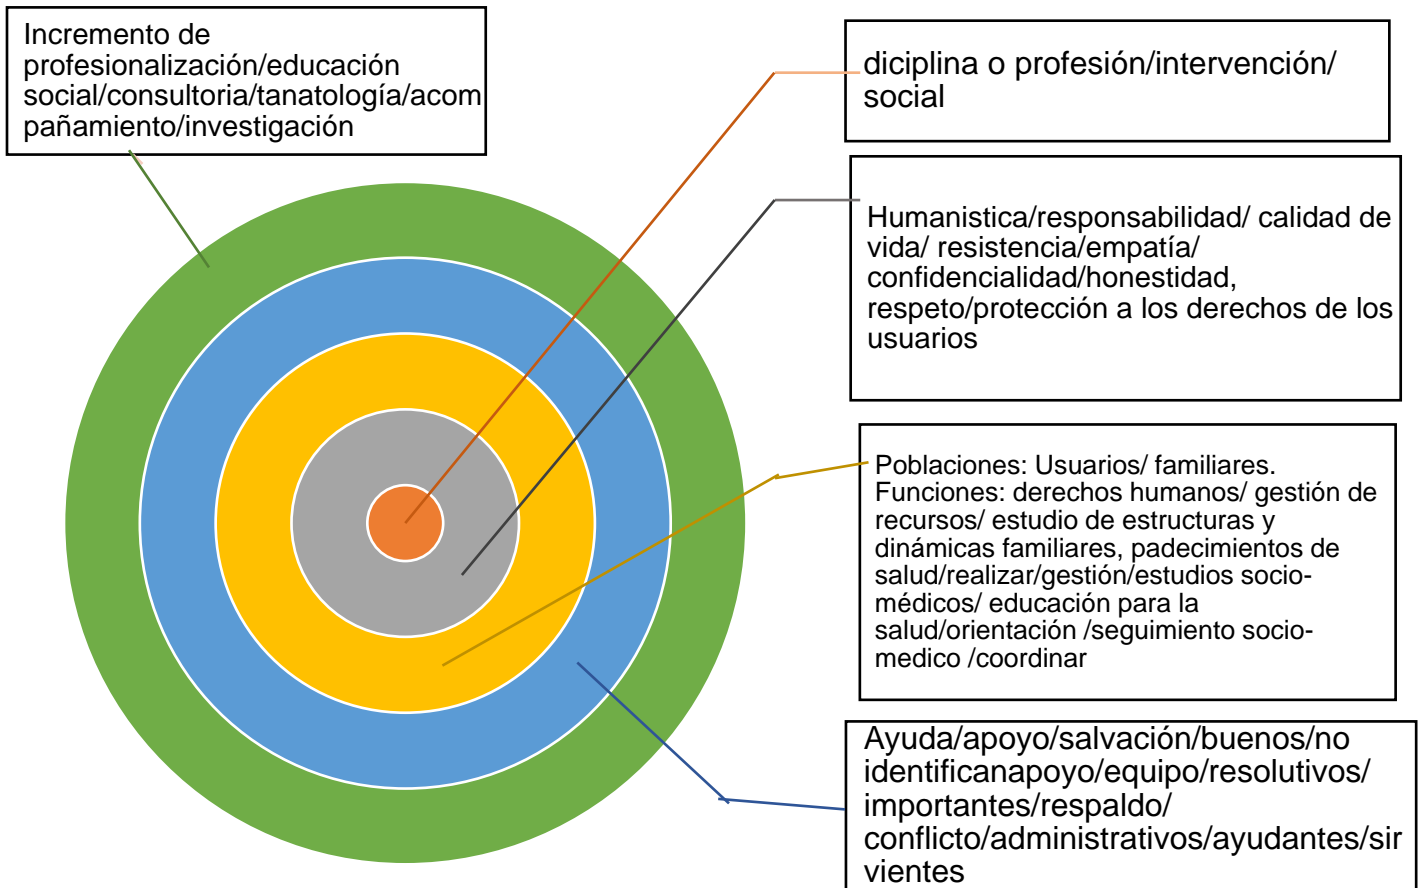 Incremento de
profesionalización/educación
social/consultoria/tanatología/acom
pañamiento/investigación
diciplina o profesión/intervención/
social
Humanistica/responsabilidad/ calidad de
vida/ resistencia/empatía/
confidencialidad/honestidad,
respeto/protección a los derechos de los
usuarios
Poblaciones: Usuarios/ familiares.
Funciones: derechos humanos/ gestión de
recursos/ estudio de estructuras y
dinámicas familiares, padecimientos de
salud/realizar/gestión/estudios socio-
médicos/ educación para la
salud/orientación /seguimiento socio-
medico /coordinar
Ayuda/apoyo/salvación/buenos/no
identificanapoyo/equipo/resolutivos/
importantes/respaldo/
conflicto/administrativos/ayudantes/sir
vientes